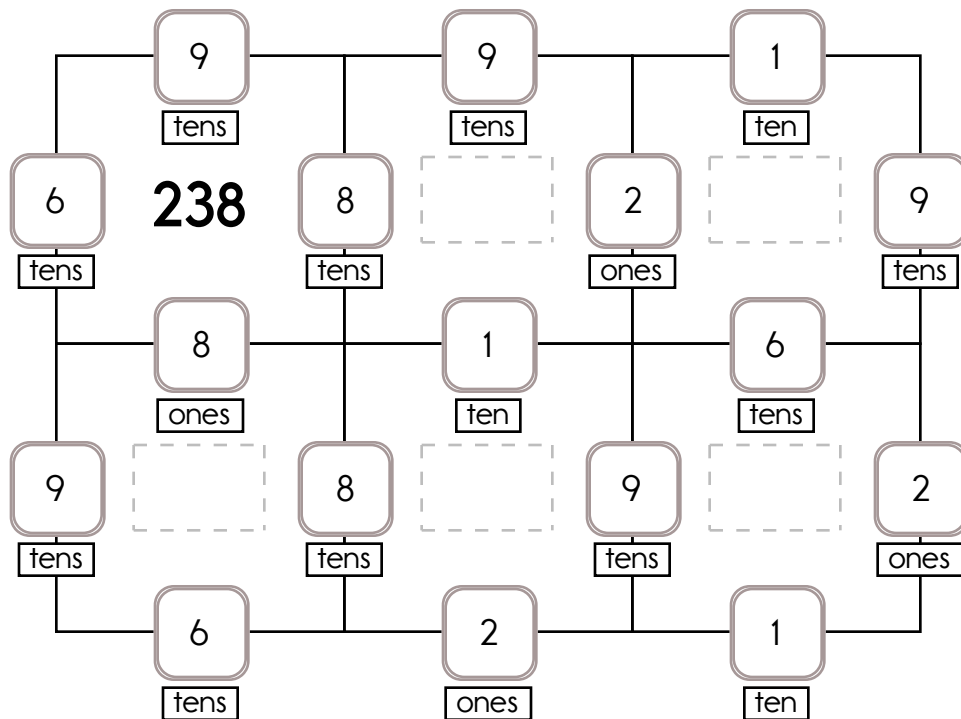 9 9 1
tens tens ten
6 238 8 2 9
tens tens ones tens
8 1 6
ones ten tens
9 8 9 2
tens tens tens ones
6 2 1
tens ones ten